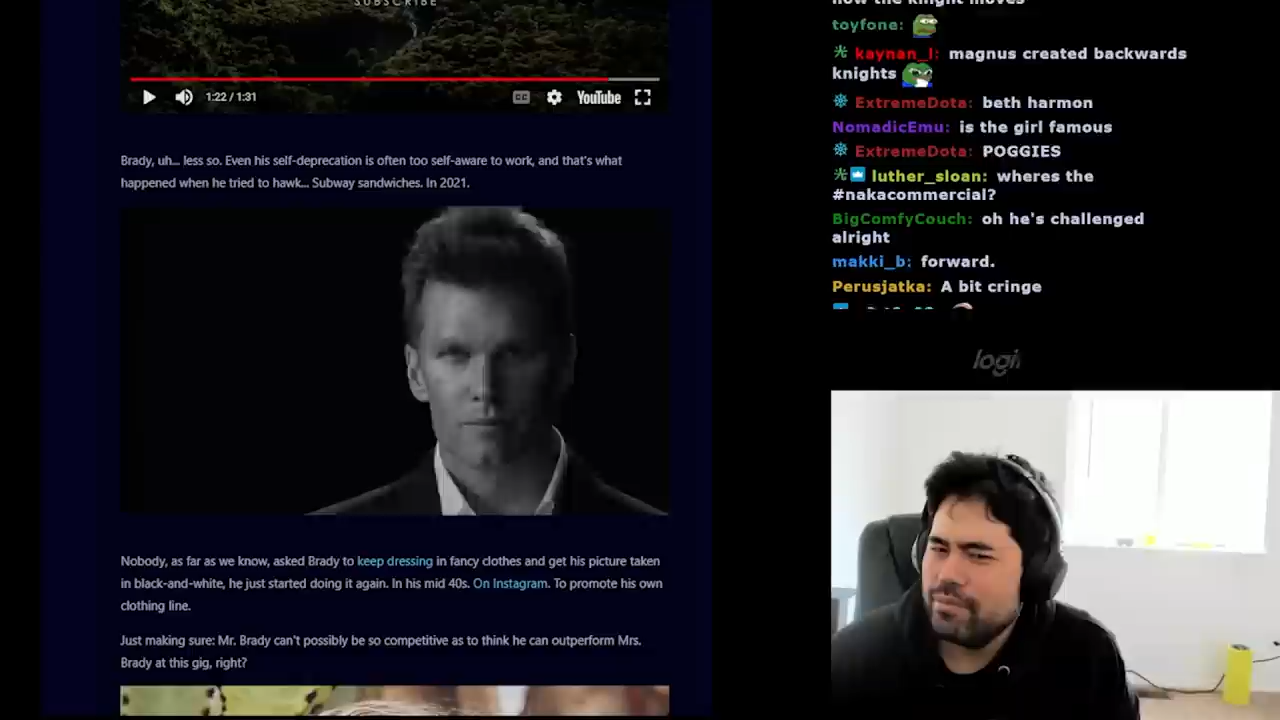 SUBSCRIBE
1:22 / 1:31
CC
YouTube
Brady, uh... less so. Even his self-deprecation is often too self-aware to work, and that's what
happened when he tried to hawk... Subway sandwiches. In 2021.
Nobody, as far as we know, asked Brady to keep dressing in fancy clothes and get his picture taken
in black-and-white, he just started doing it again. In his mid 40s. On Instagram. To promote his own
clothing line.
Just making sure: Mr. Brady can't possibly be so competitive as to think he can outperform Mrs.
Brady at this gig, right?
how the knight moves
toyfone:
kaynan_l: magnus created backwards
knights
ExtremeDota: beth harmon
NomadicEmu: is the girl famous
ExtremeDota: POGGIES
luther_sloan: wheres the
#nakacommercial?
BigComfyCouch: oh he's challenged
alright
makki_b: forward.
Perusjatka: A bit cringe
logi